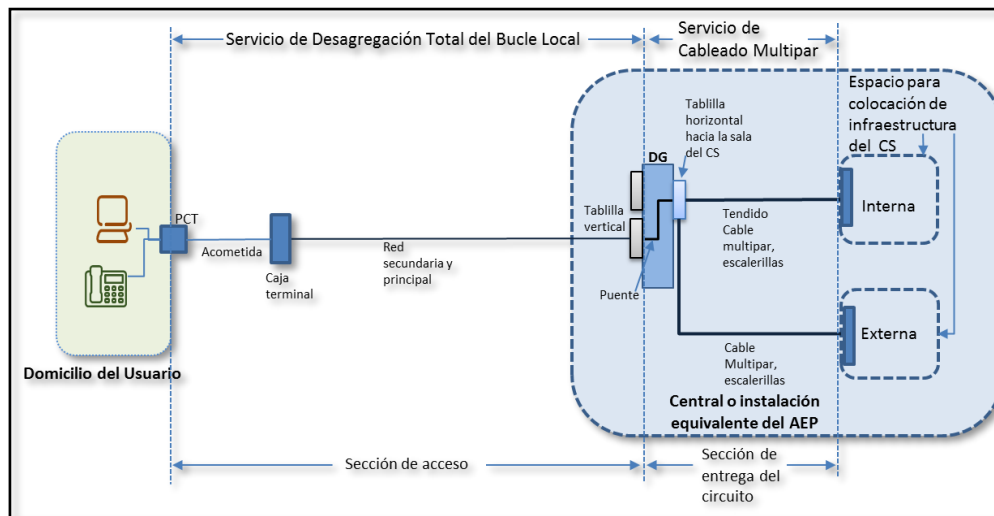 Servicio de Desagregación Total del Bucle Local
Servicio de
Cableado Multipar
Espacio para
colocación de
infraestructura
del CS
Tablilla
horizontal
hacia la sala
del CS
DG
PCT
Acometida
Caja
terminal
Red
secundaria y
principal
Tablilla
vertical
Puente
Tendido
Cable
multipar,
escalerillas
Interna
Externa
Cable
Multipar,
escalerillas
Domicilio del Usuario
Central o instalación
equivalente del AEP
Sección de acceso
Sección de
entrega del
circuito